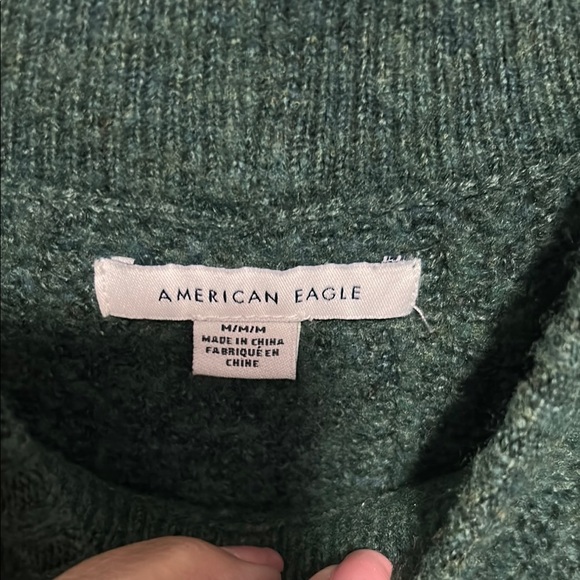 AMERICAN EAGLE
M/M/M
MADE IN CHINA
FABRIQUÉ EN
CHINE